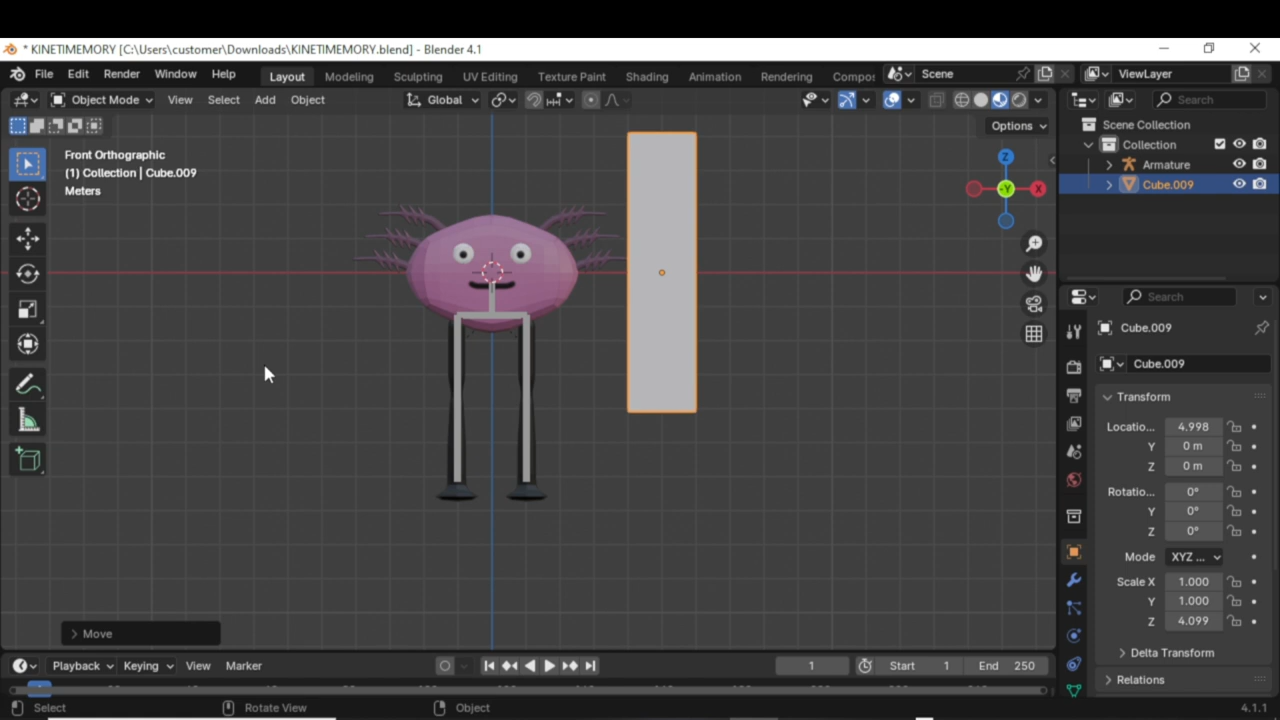 * KINETIMEMORY [C:\Users\customer\Downloads\KINETIMEMORY.blend] - Blender 4.1
File Edit Render Window Help Layout Modeling Sculpting UV Editing Texture Paint Shading Animation Rendering Compos Scene ViewLayer
Object Mode View Select Add Object Global Search
Options
Scene Collection
Collection
Armature
Cube.009
Front Orthographic
(1) Collection | Cube.009
Meters
Z
-Y
X
Search
Cube.009
Cube.009
Transform
Locatio... 4.998
Y 0 m
Z 0 m
Rotatio... 0°
Y 0°
Z 0°
Mode XYZ ...
Scale X 1.000
Y 1.000
Z 4.099
Delta Transform
Relations
Move
Playback Keying View Marker 1 Start 1 End 250
Select Rotate View Object 4.1.1